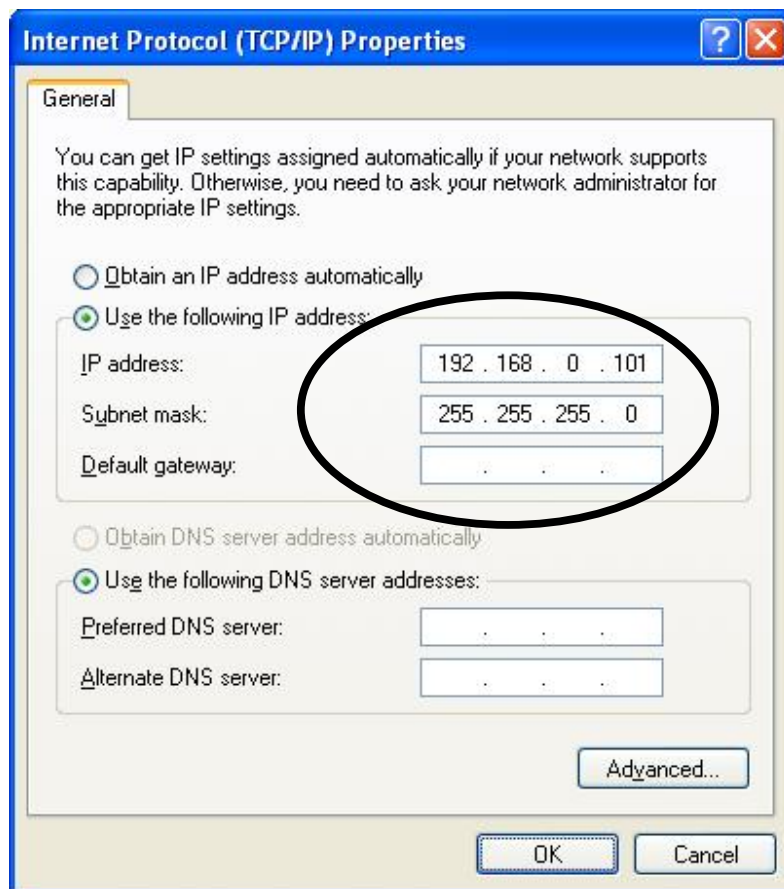 Internet Protocol (TCP/IP) Properties
?
General
You can get IP settings assigned automatically if your network supports
this capability. Otherwise, you need to ask your network administrator for
the appropriate IP settings.
Obtain an IP address automatically
Use the following IP address:
IP address: 192 . 168 . 0 . 101
Subnet mask: 255 . 255 . 255 . 0
Default gateway: . . .
Obtain DNS server address automatically
Use the following DNS server addresses:
Preferred DNS server: . . .
Alternate DNS server: . . .
Advanced...
OK Cancel